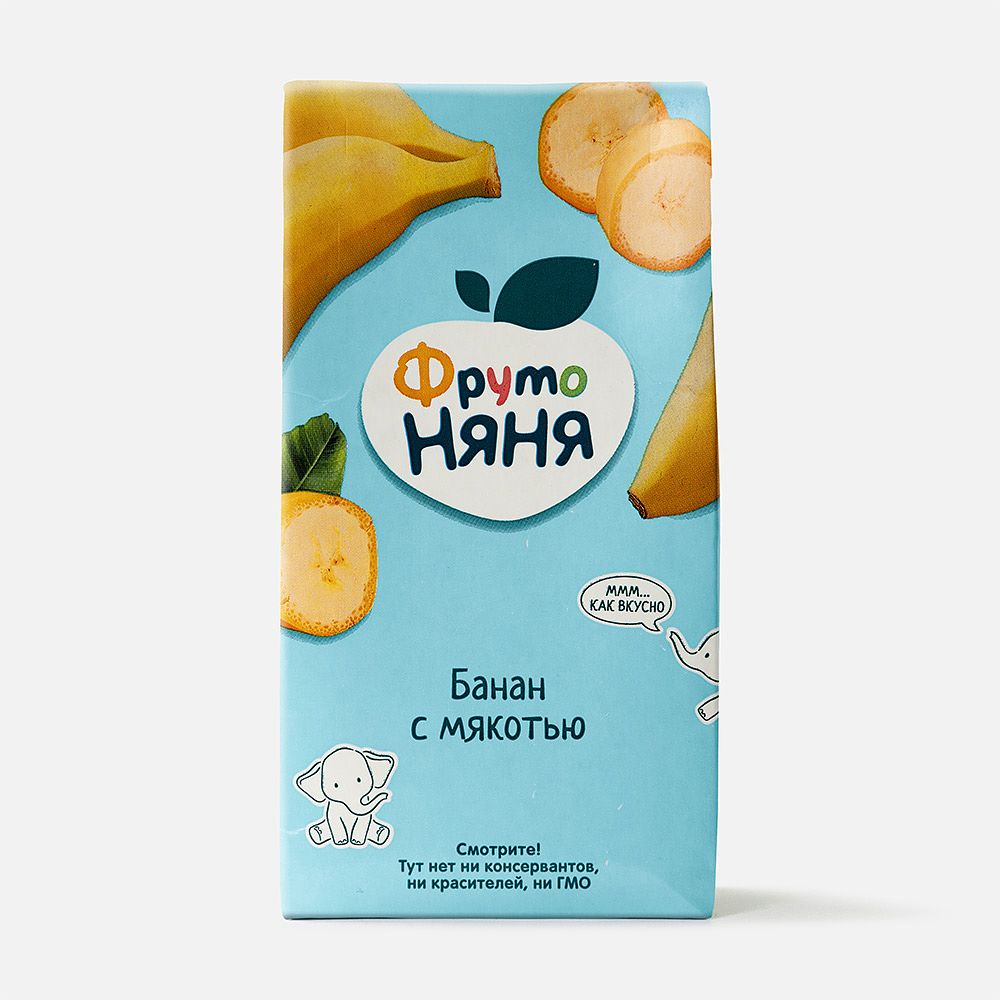 Фруто
НЯНЯ
МММ...
КАК ВКУСНО
Банан
с мякотью
Смотрите!
Тут нет ни консервантов,
ни красителей, ни ГМО